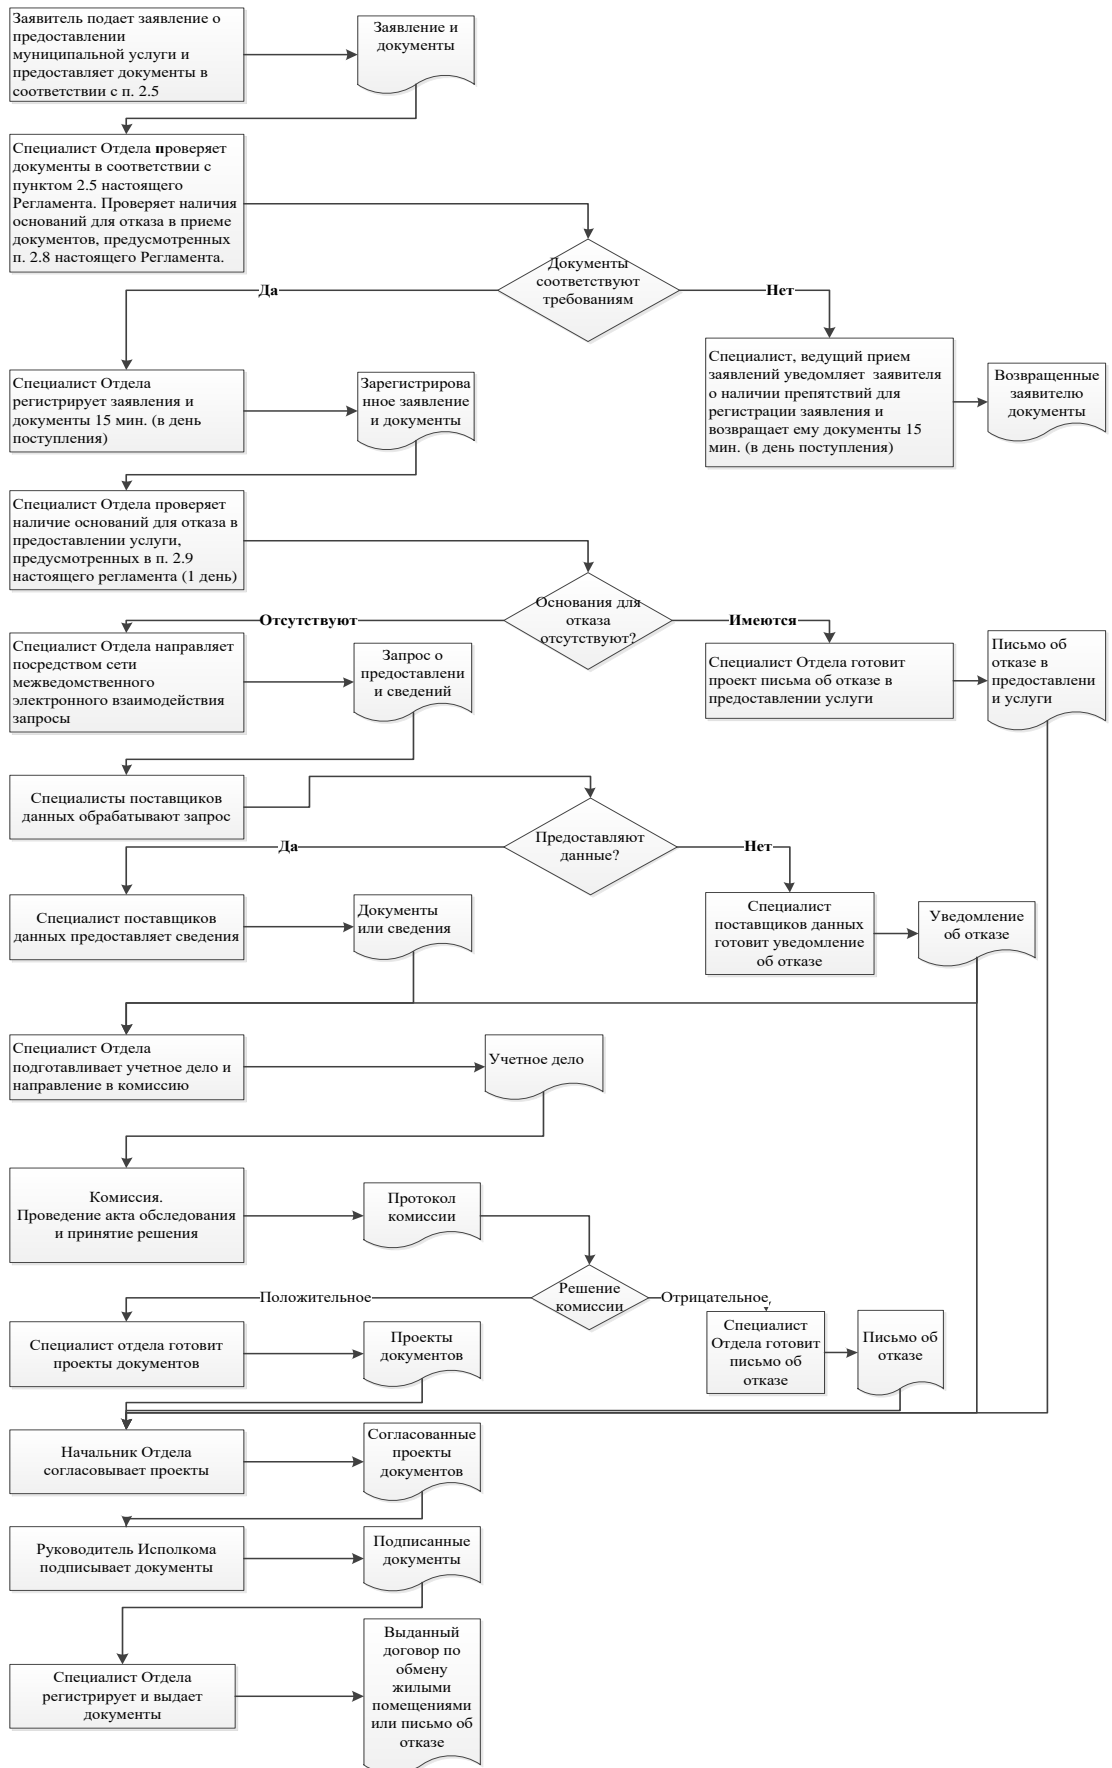 Заявитель подает заявление о
предоставлении
муниципальной услуги и
предоставляет документы в
соответствии с п. 2.5
Заявление и
документы
Специалист Отдела проверяет
документы в соответствии с
пунктом 2.5 настоящего
Регламента. Проверяет наличия
оснований для отказа в приеме
документов, предусмотренных
п. 2.8 настоящего Регламента.
Документы
соответствуют
требованиям
Да
Нет
Специалист Отдела
регистрирует заявления и
документы 15 мин. (в день
поступления)
Зарегистрирова
нное заявление
и документы
Специалист, ведущий прием
заявлений уведомляет  заявителя
о наличии препятствий для
регистрации заявления и
возвращает ему документы 15
мин. (в день поступления)
Возвращенные
заявителю
документы
Специалист Отдела проверяет
наличие оснований для отказа в
предоставлении услуги,
предусмотренных в п. 2.9
настоящего регламента (1 день)
Основания для
отказа
отсутствуют?
Отсутствуют
Имеются
Специалист Отдела направляет
посредством сети
межведомственного
электронного взаимодействия
запросы
Запрос о
предоставлени
и сведений
Специалист Отдела готовит
проект письма об отказе в
предоставлении услуги
Письмо об
отказе в
предоставлени
и услуги
Специалисты поставщиков
данных обрабатывают запрос
Предоставляют
данные?
Да
Нет
Специалист поставщиков
данных предоставляет сведения
Документы
или сведения
Специалист
поставщиков данных
готовит уведомление
об отказе
Уведомление
об отказе
Специалист Отдела
подготавливает учетное дело и
направление в комиссию
Учетное дело
Комиссия.
Проведение акта обследования
и принятие решения
Протокол
комиссии
Решение
комиссии
Положительное
Отрицательное,
Специалист отдела готовит
проекты документов
Проекты
документов
Специалист
Отдела готовит
письмо об
отказе
Письмо об
отказе
Начальник Отдела
согласовывает проекты
Согласованные
проекты
документов
Руководитель Исполкома
подписывает документы
Подписанные
документы
Специалист Отдела
регистрирует и выдает
документы
Выданный
договор по
обмену
жилыми
помещениями
или письмо об
отказе